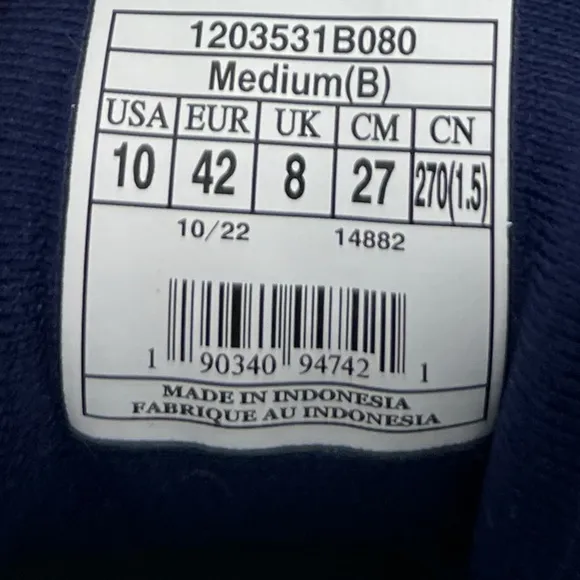 1203531B080
Medium(B)
USA EUR UK CM CN
10 42 8 27 270(1.5)
10/22 14882
1 90340 94742 1
MADE IN INDONESIA
FABRIQUE AU INDONESIA